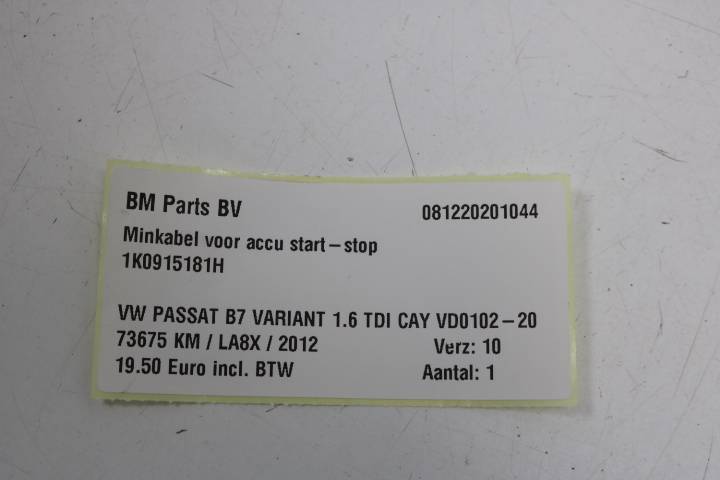 BM Parts BV 081220201044
Minkabel voor accu start-stop
1K0915181H
VW PASSAT B7 VARIANT 1.6 TDI CAY VD0102-20
73675 KM / LA8X / 2012 Verz: 10
19.50 Euro incl. BTW Aantal: 1